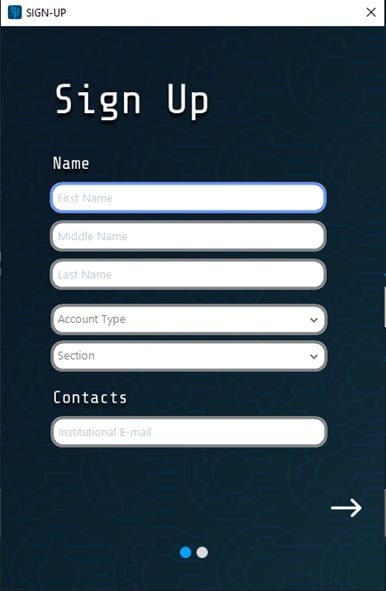 SIGN-UP
Sign Up
Name
First Name
Middle Name
Last Name
Account Type
Section
Contacts
Institutional E-mail